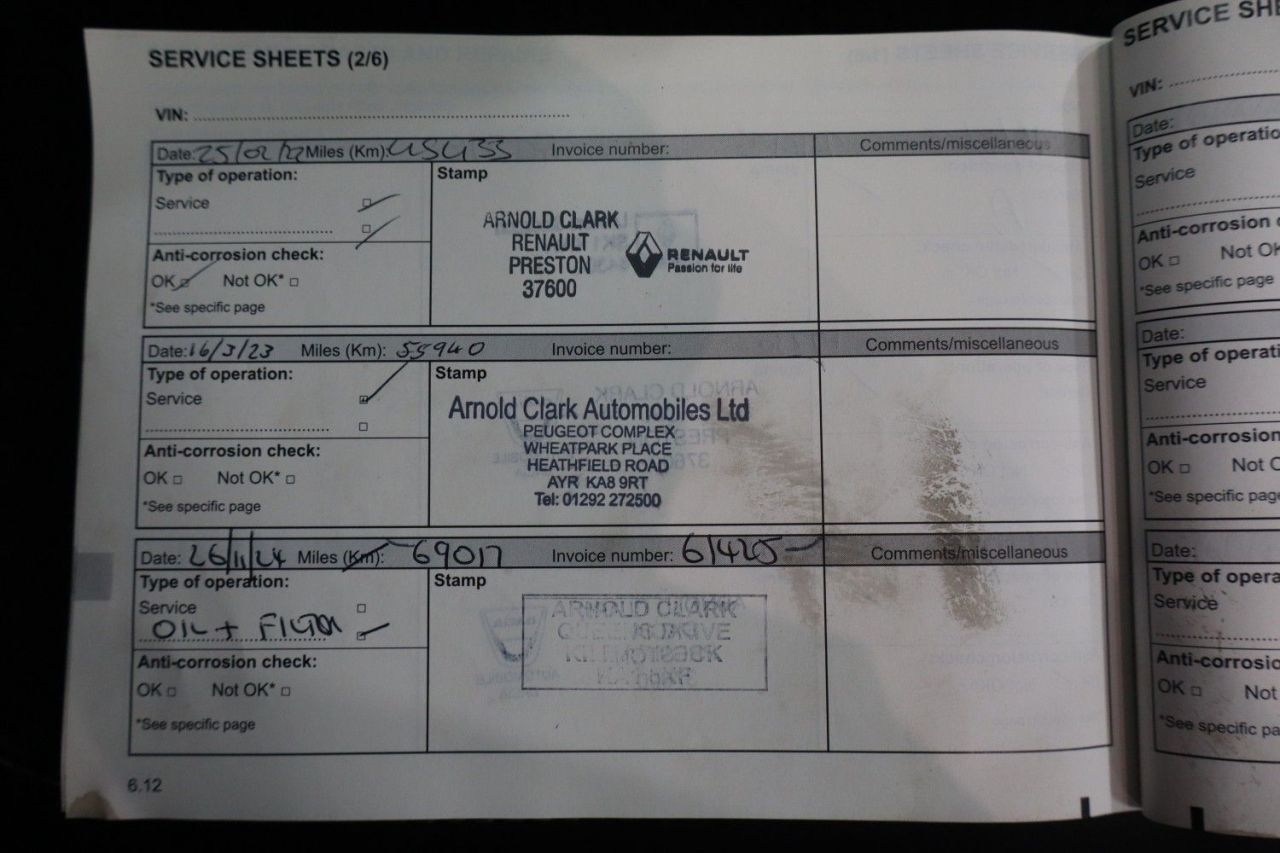 SERVICE SHEETS (2/6)
VIN:
Date: 25/02/22 Miles (Km): 45433 Invoice number: Comments/miscellaneous
Type of operation: Stamp
Service
Anti-corrosion check:
OK Not OK*
*See specific page
ARNOLD CLARK
RENAULT
PRESTON
37600
RENAULT
Passion for life
Date: 16/3/23 Miles (Km): 55940 Invoice number: Comments/miscellaneous
Type of operation: Stamp
Service
Anti-corrosion check:
OK Not OK*
*See specific page
Arnold Clark Automobiles Ltd
PEUGEOT COMPLEX
WHEATPARK PLACE
HEATHFIELD ROAD
AYR KA8 9RT
Tel: 01292 272500
Date: 26/11/24 Miles (Km): 69017 Invoice number: 61425 Comments/miscellaneous
Type of operation: Stamp
Service
OIL + FILTER
Anti-corrosion check:
OK Not OK*
*See specific page
ARNOLD CLARK
6.12
SERVICE SHE
VIN:
Date:
Type of operatio
Service
Anti-corrosion
OK Not OK
*See specific page
Date:
Type of operati
Service
Anti-corrosion
OK Not O
*See specific page
Date:
Type of opera
Service
Anti-corrosio
OK Not
*See specific pa